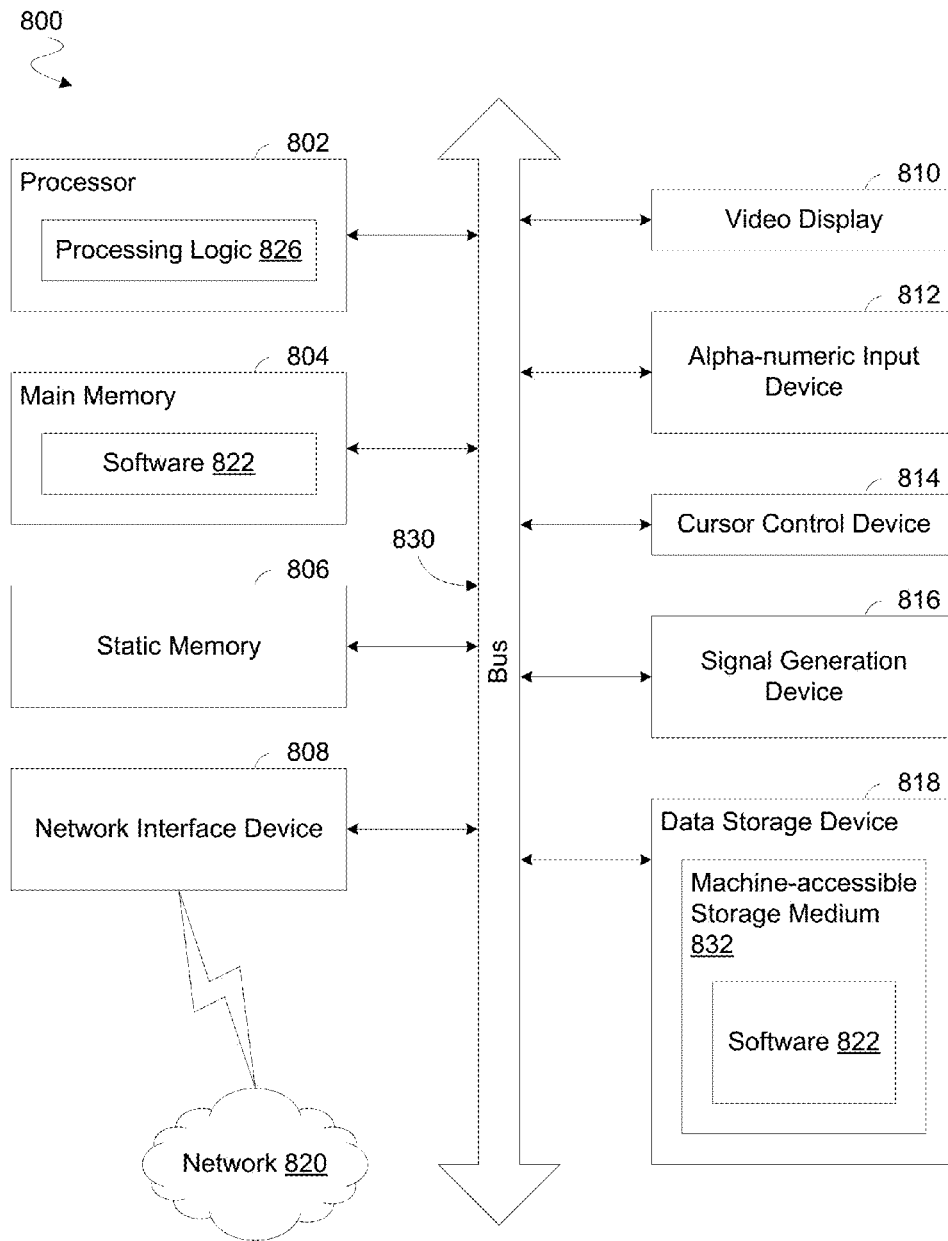 800
802
Processor
Processing Logic 826
804
Main Memory
Software 822
806
Static Memory
808
Network Interface Device
Network 820
830
Bus
810
Video Display
812
Alpha-numeric Input
Device
814
Cursor Control Device
816
Signal Generation
Device
818
Data Storage Device
Machine-accessible
Storage Medium
832
Software 822